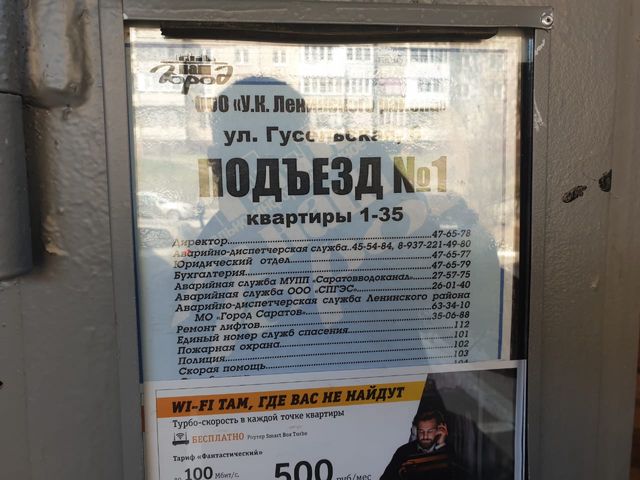 город
ООО «У.К. Ленинского района»
ул. Гусельская,
ПОДЪЕЗД №1
квартиры 1-35
Директор 47-65-78
Аварийно-диспетчерская служба 45-54-84, 8-937-221-49-80
Юридический отдел 47-65-77
Бухгалтерия 47-65-79
Аварийная служба МУПП «Саратовводоканал» 27-57-75
Аварийная служба ООО «СПГЭС» 26-01-40
Аварийно-диспетчерская служба Ленинского района
МО «Город Саратов» 63-34-10
Ремонт лифтов 35-06-88
Единый номер служб спасения 112
Пожарная охрана 101
Полиция 102
Скорая помощь 103
104
WI-FI ТАМ, ГДЕ ВАС НЕ НАЙДУТ
Турбо-скорость в каждой точке квартиры
БЕСПЛАТНО Роутер Smart Box Turbo
Тариф «Фантастический»
до 100 Мбит/с. 500 руб/мес